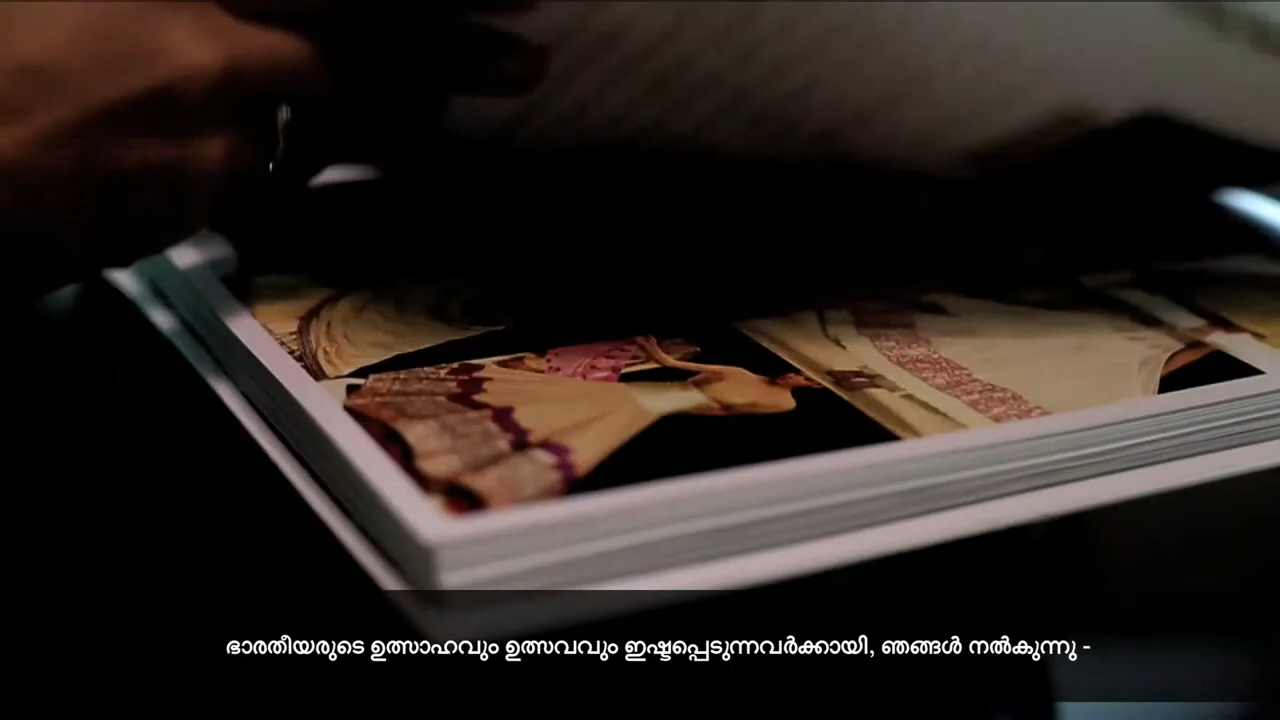 ഭാരതീയരുടെ ഉത്സാഹവും ഉത്സവവും ഇഷ്ടപ്പെടുന്നവർക്കായി, ഞങ്ങൾ നൽകുന്നു -